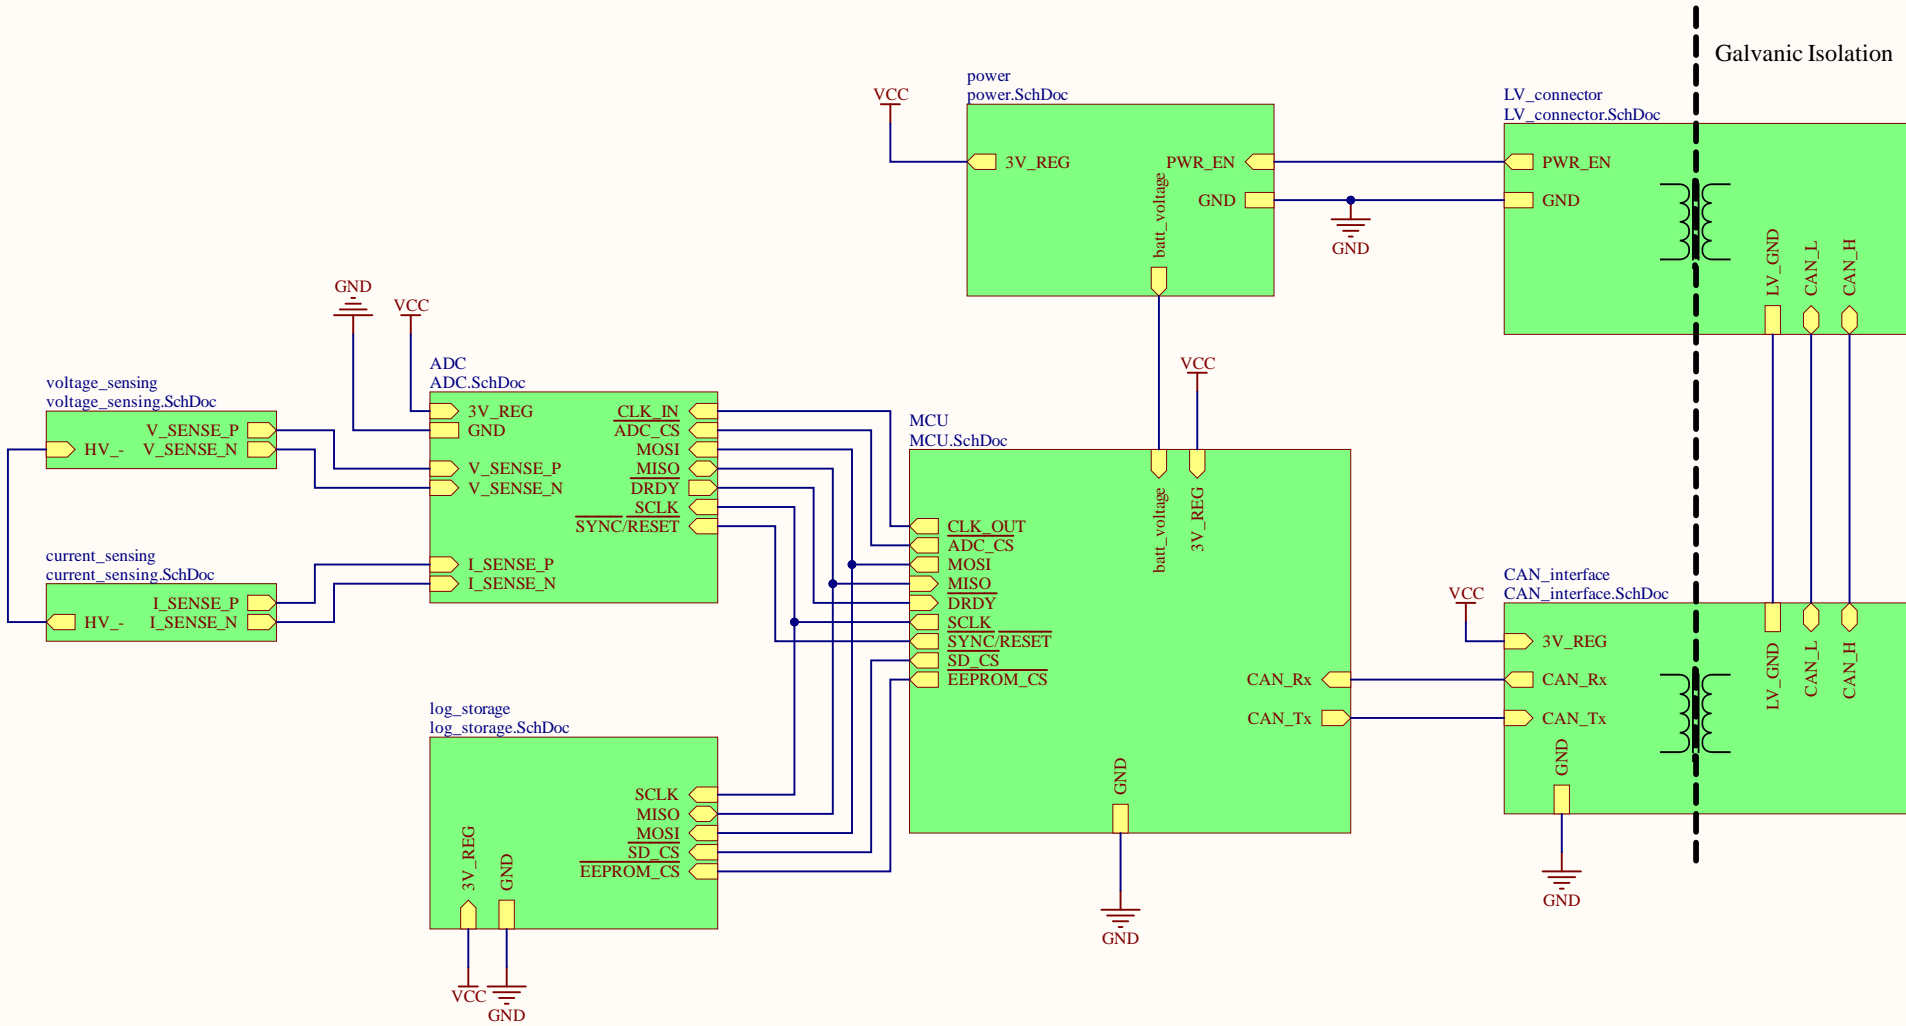 Galvanic Isolation
power
power.SchDoc
VCC
3V_REG
PWR_EN
GND
batt_voltage
GND
LV_connector
LV_connector.SchDoc
PWR_EN
GND
LV_GND
CAN_L
CAN_H
GND
VCC
ADC
ADC.SchDoc
3V_REG
GND
V_SENSE_P
V_SENSE_N
I_SENSE_P
I_SENSE_N
CLK_IN
ADC_CS
MOSI
MISO
DRDY
SCLK
SYNC/RESET
voltage_sensing
voltage_sensing.SchDoc
V_SENSE_P
HV_- V_SENSE_N
current_sensing
current_sensing.SchDoc
I_SENSE_P
HV_- I_SENSE_N
VCC
MCU
MCU.SchDoc
batt_voltage
3V_REG
CLK_OUT
ADC_CS
MOSI
MISO
DRDY
SCLK
SYNC/RESET
SD_CS
EEPROM_CS
CAN_Rx
CAN_Tx
GND
GND
CAN_interface
CAN_interface.SchDoc
VCC
3V_REG
CAN_Rx
CAN_Tx
GND
LV_GND
CAN_L
CAN_H
GND
log_storage
log_storage.SchDoc
SCLK
MISO
MOSI
SD_CS
EEPROM_CS
3V_REG
GND
VCC
GND